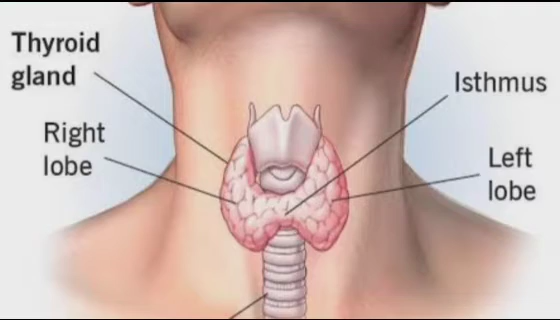 Thyroid
gland
Isthmus
Right
lobe
Left
lobe